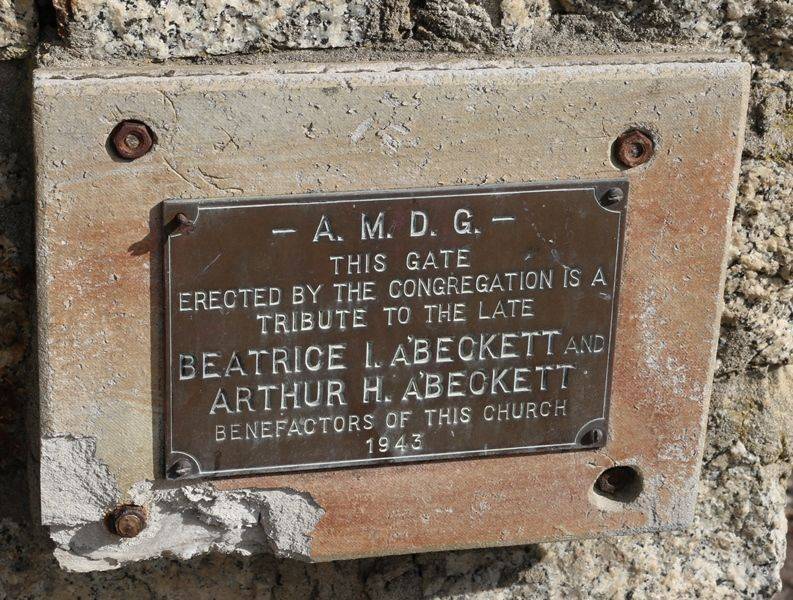 – A. M. D. G. –
THIS GATE
ERECTED BY THE CONGREGATION IS A
TRIBUTE TO THE LATE
BEATRICE I. A'BECKETT AND
ARTHUR H. A'BECKETT
BENEFACTORS OF THIS CHURCH
1943